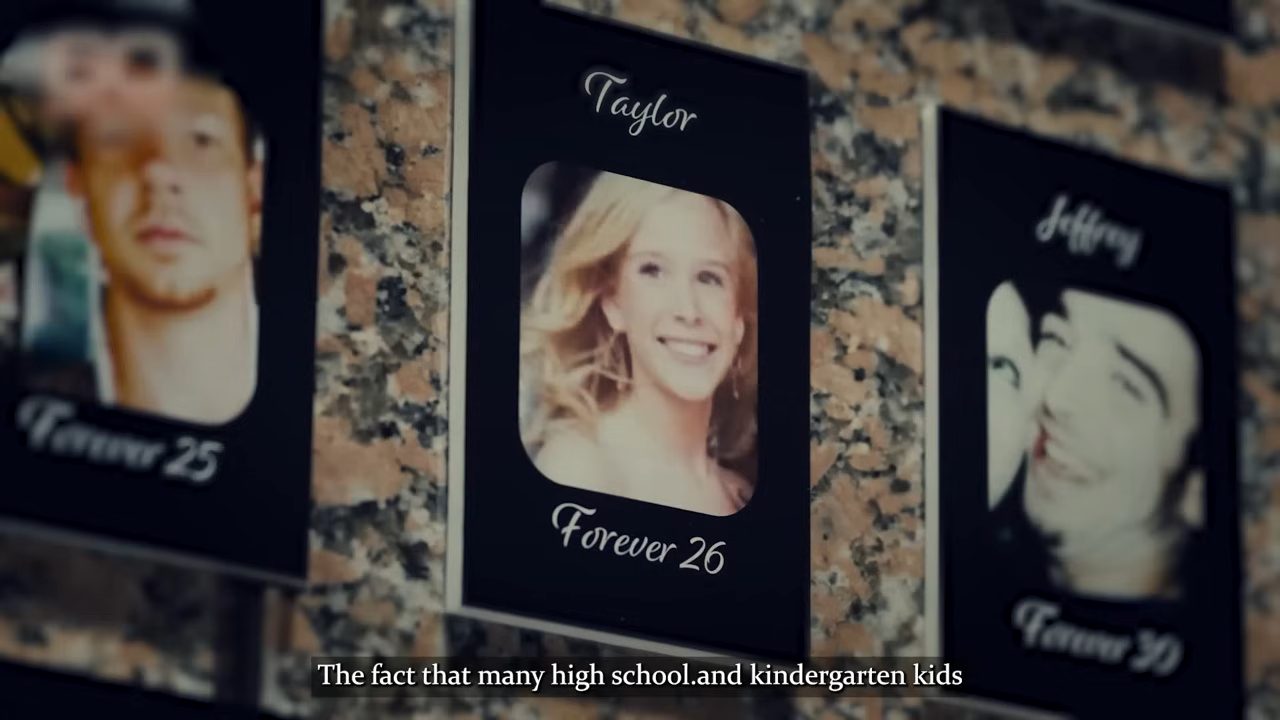 Taylor
Forever 26
Jeffrey
Forever 30
Forever 25
The fact that many high school.and kindergarten kids